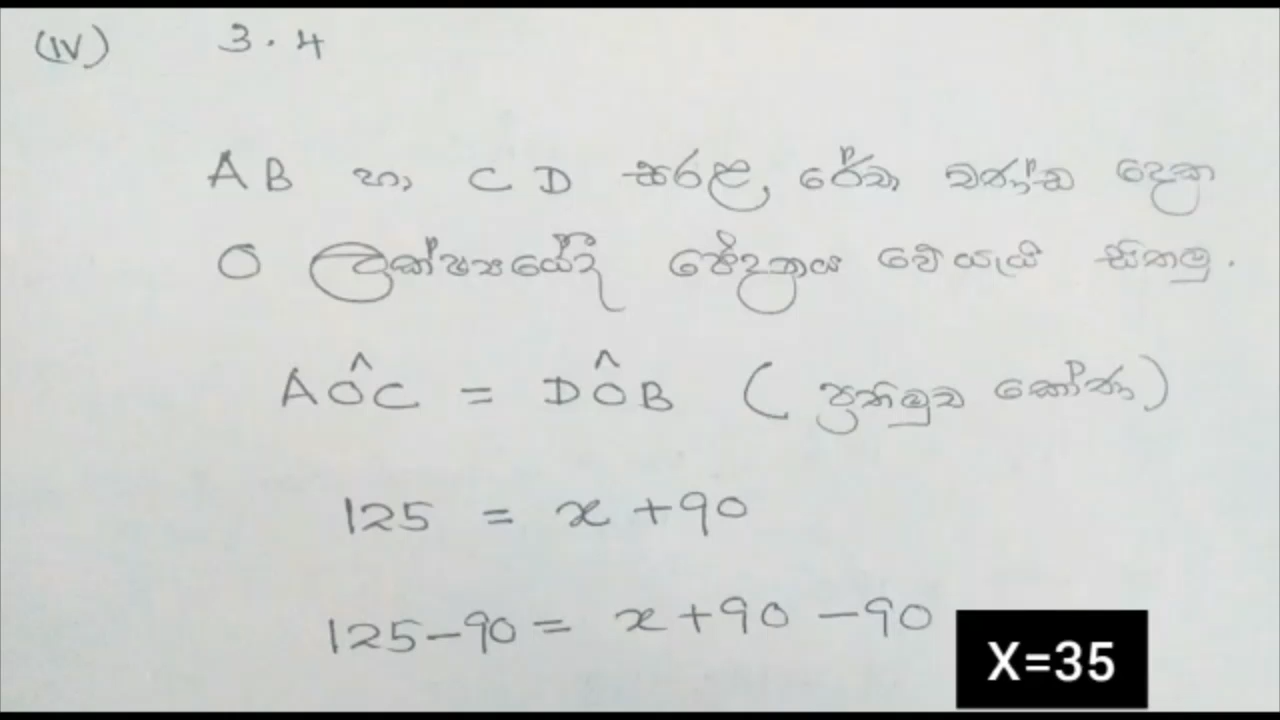 (iv) 3.4
AB හා CD සරල රේඛා ඛණ්ඩ දෙක
O ලක්ෂ්‍යයේදී ඡේදනය වේ යැයි සිතමු.
AÔC = DÔB (ප්‍රතිමුඛ කෝණ)
125 = x + 90
125 - 90 = x + 90 - 90
X=35